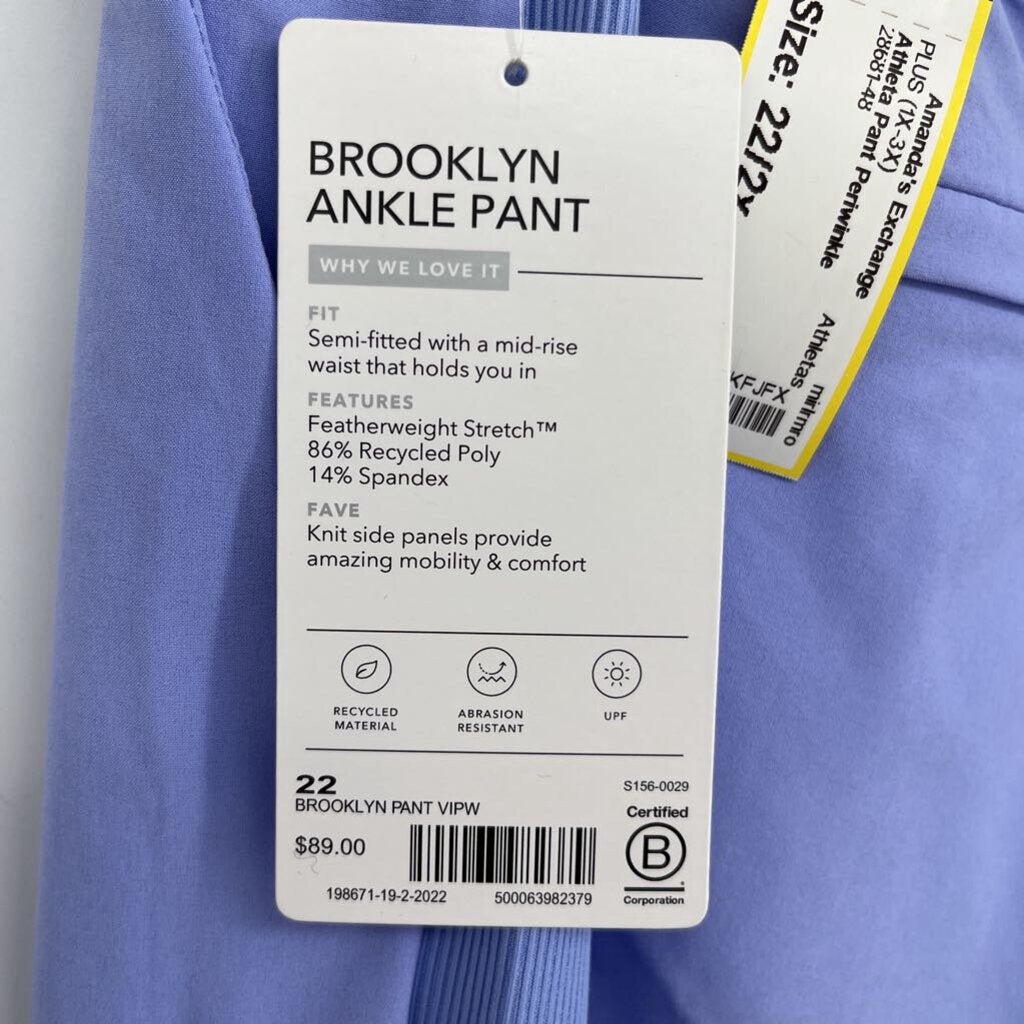 BROOKLYN
ANKLE PANT
WHY WE LOVE IT
FIT
Semi-fitted with a mid-rise
waist that holds you in
FEATURES
Featherweight Stretch™
86% Recycled Poly
14% Spandex
FAVE
Knit side panels provide
amazing mobility & comfort
RECYCLED
MATERIAL
ABRASION
RESISTANT
UPF
22
BROOKLYN PANT VIPW
$89.00
198671-19-2-2022
500063982379
S156-0029
Certified
B
Corporation
Amanda's Exchange
PLUS (1X-3X)
Athleta Pant Periwinkle
28681-48
Size: 22/2x
Athletas
KFJFX